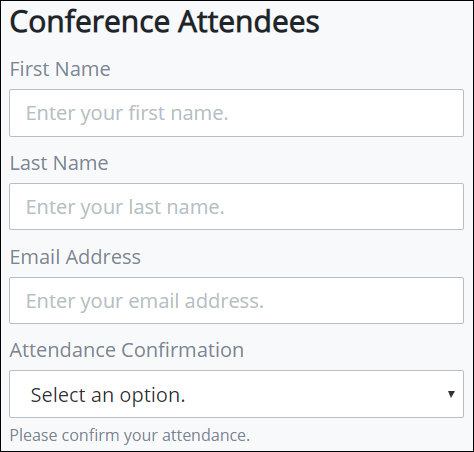 Conference Attendees
First Name
Enter your first name.
Last Name
Enter your last name.
Email Address
Enter your email address.
Attendance Confirmation
Select an option.
Please confirm your attendance.